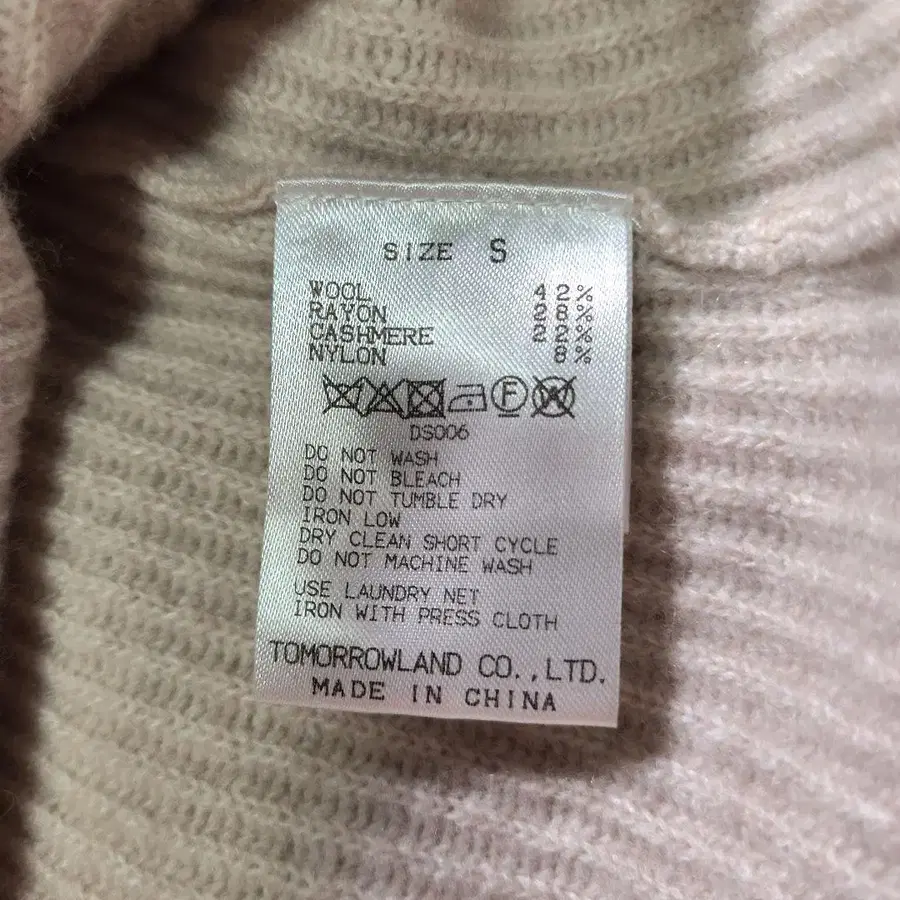 SIZE S
WOOL 42%
RAYON 28%
CASHMERE 22%
NYLON 8%
F W
DS006
DO NOT WASH
DO NOT BLEACH
DO NOT TUMBLE DRY
IRON LOW
DRY CLEAN SHORT CYCLE
DO NOT MACHINE WASH
USE LAUNDRY NET
IRON WITH PRESS CLOTH
TOMORROWLAND CO.,LTD.
MADE IN CHINA